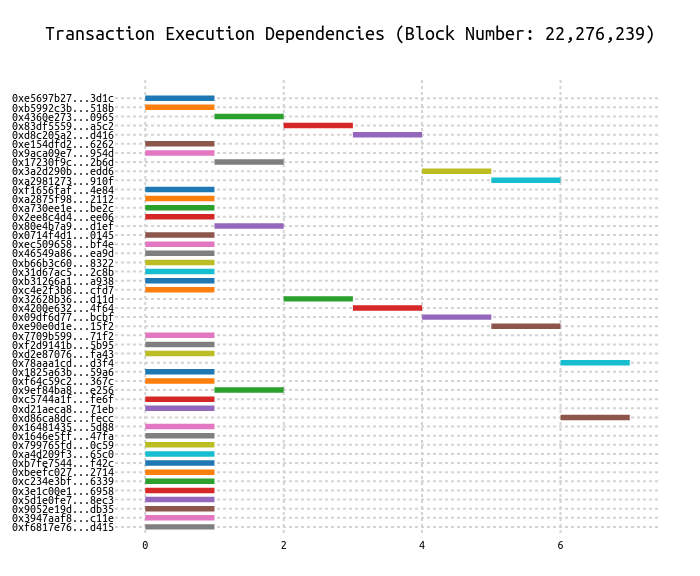 Transaction Execution Dependencies (Block Number: 22,276,239)
0xe5697b27...3d1c
0xb5992c3b...518b
0x4360e273...0965
0x83df5559...a5c2
0xd8c205a2...d416
0xe154dfd2...6262
0x9aca09e7...954d
0x17230f9c...2b6d
0x3a2d290b...edd6
0xa2981273...910f
0xf1656faf...4e84
0xa2875f98...2112
0xa730ee1e...be2c
0x2ee8c4d4...ee06
0x80e4b7a9...d1ef
0x0714f4d1...0145
0xec509658...bf4e
0x46549a86...ea9d
0xb66b3c60...8322
0x31d67ac5...2c8b
0xb31266a1...a938
0xc4e2f3b8...cfd7
0x32628b36...d11d
0x4200e632...4f64
0x09df6d77...bcbf
0xe90e0d1e...15f2
0x7709b599...71f2
0xf2d9141b...5b95
0xd2e87076...fa43
0x78aaa1cd...d3f4
0x1825a63b...59a6
0xf64c59c2...367c
0x9ef84ba8...e256
0xc5744a1f...fe6f
0xd21aeca8...71eb
0xd86ca8dc...fecc
0x16481435...5d88
0x1646e5ff...47fa
0x799765fd...0c59
0xa4d209f3...65c0
0xb7fe7544...f42c
0xbeefc027...2714
0xc234e3bf...6339
0x3e1c00e1...6958
0x5d1e0fe7...8ec3
0x9052e19d...db35
0x3947aaf8...c11e
0xf6817e76...d415
0 2 4 6